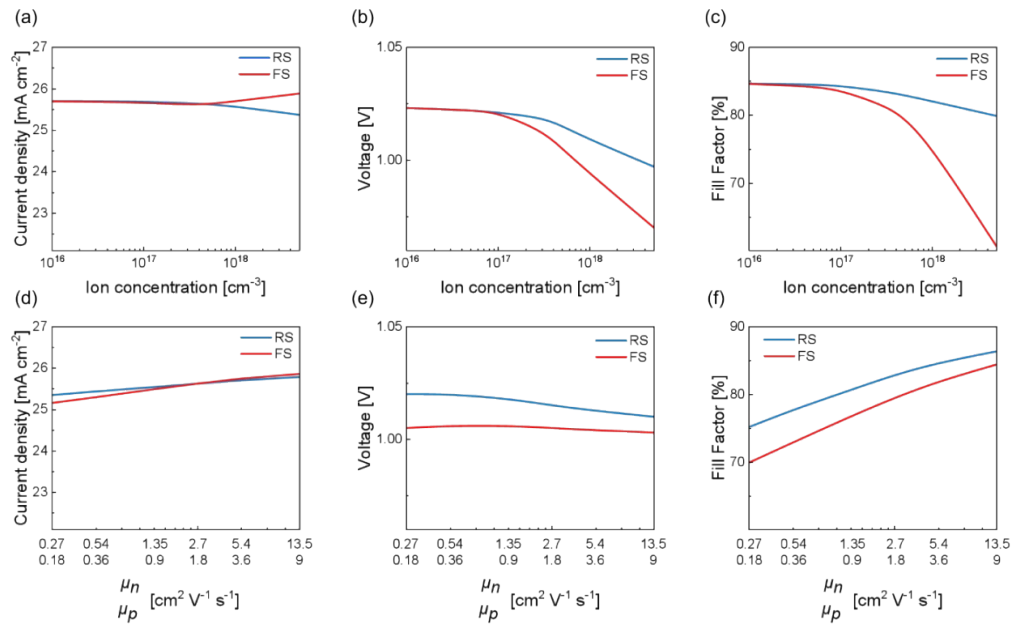 (a)
Current density [mA cm⁻²]
27
26
25
24
23
RS
FS
10¹⁶
10¹⁷
10¹⁸
Ion concentration [cm⁻³]
(b)
Voltage [V]
1.05
1.00
RS
FS
10¹⁶
10¹⁷
10¹⁸
Ion concentration [cm⁻³]
(c)
Fill Factor [%]
90
80
70
RS
FS
10¹⁶
10¹⁷
10¹⁸
Ion concentration [cm⁻³]
(d)
Current density [mA cm⁻²]
27
26
25
24
23
RS
FS
0.27 0.54 1.35 2.7 5.4 13.5
0.18 0.36 0.9 1.8 3.6 9
μn
μp [cm² V⁻¹ s⁻¹]
(e)
Voltage [V]
1.05
1.00
RS
FS
0.27 0.54 1.35 2.7 5.4 13.5
0.18 0.36 0.9 1.8 3.6 9
μn
μp [cm² V⁻¹ s⁻¹]
(f)
Fill Factor [%]
90
80
70
RS
FS
0.27 0.54 1.35 2.7 5.4 13.5
0.18 0.36 0.9 1.8 3.6 9
μn
μp [cm² V⁻¹ s⁻¹]